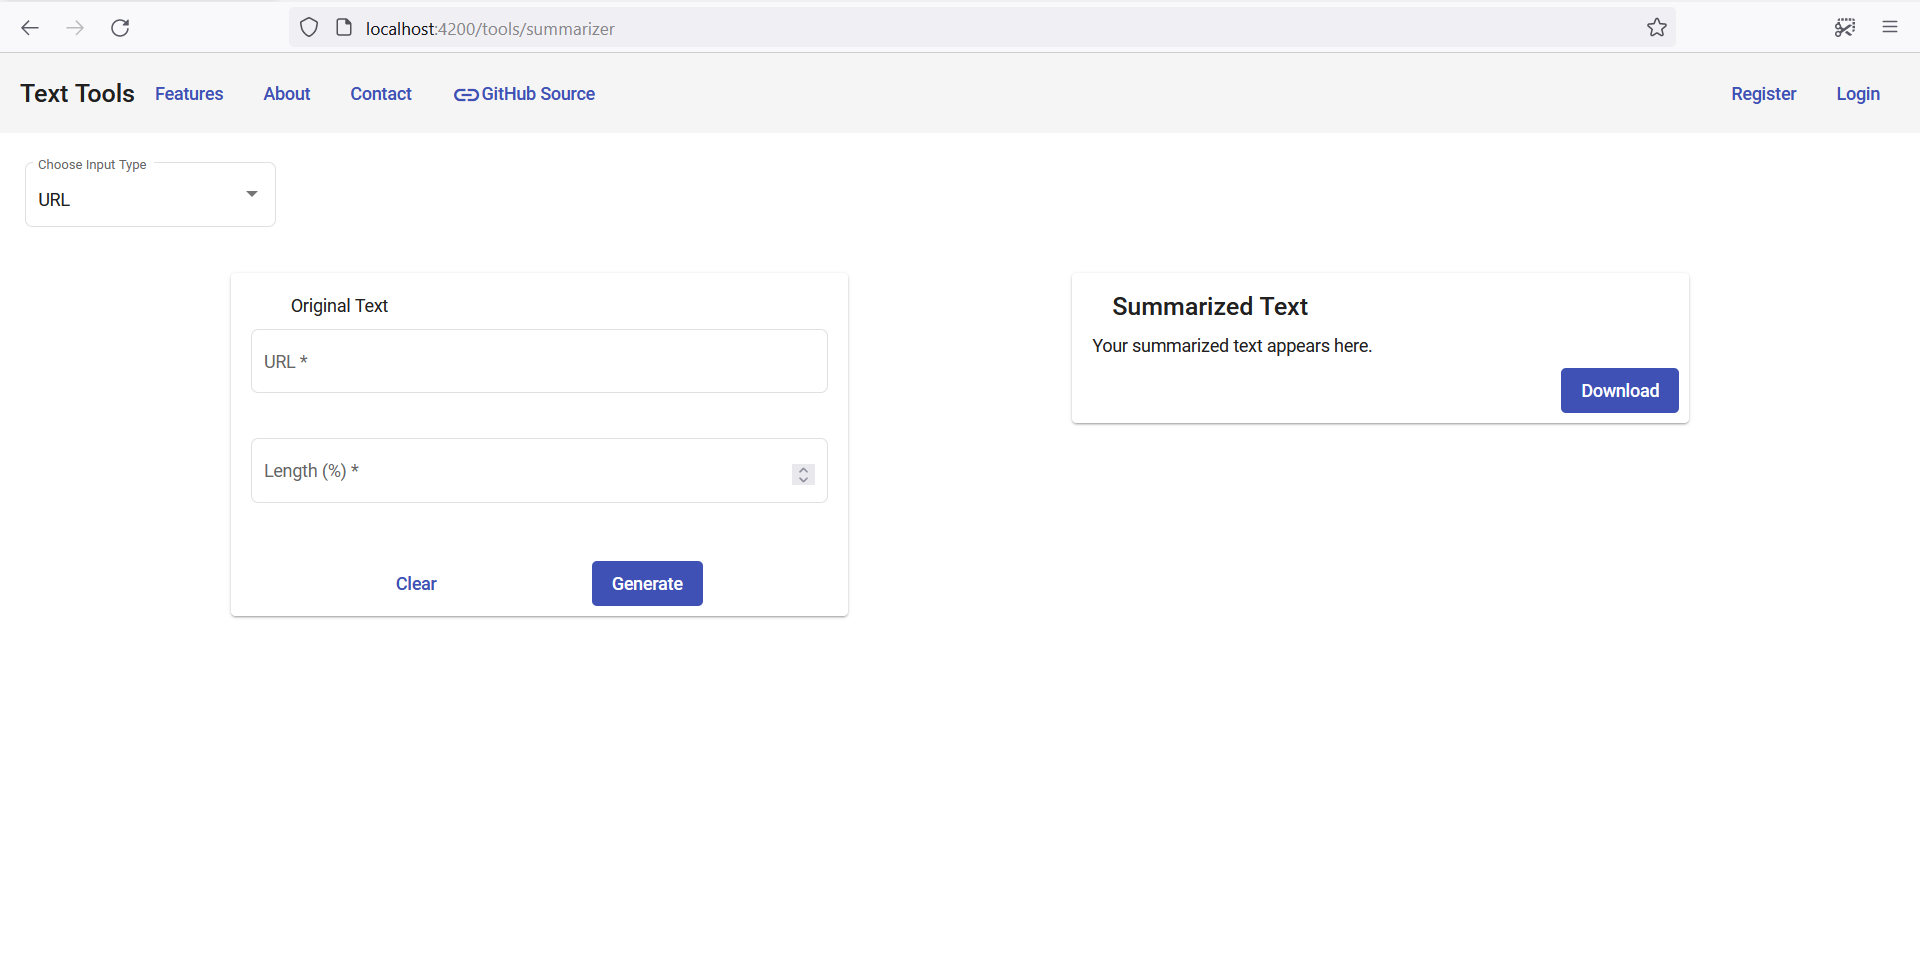 localhost:4200/tools/summarizer
Text Tools Features About Contact GitHub Source Register Login
Choose Input Type
URL
Original Text
URL *
Length (%) *
Clear Generate
Summarized Text
Your summarized text appears here.
Download